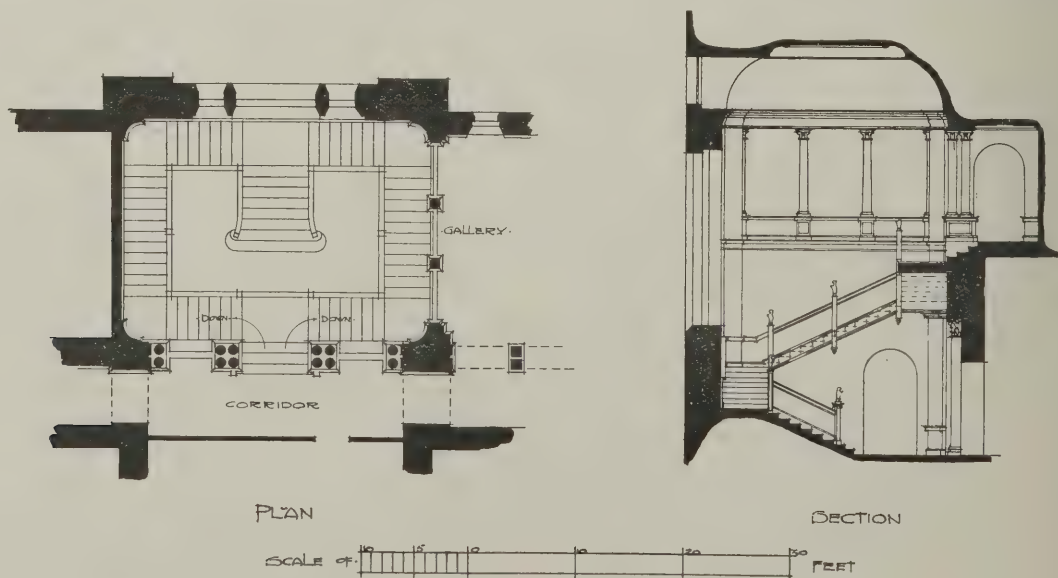 GALLERY.
DOWN DOWN
CORRIDOR
PLAN
SECTION
SCALE OF. 10 5 0 10 20 30 FEET